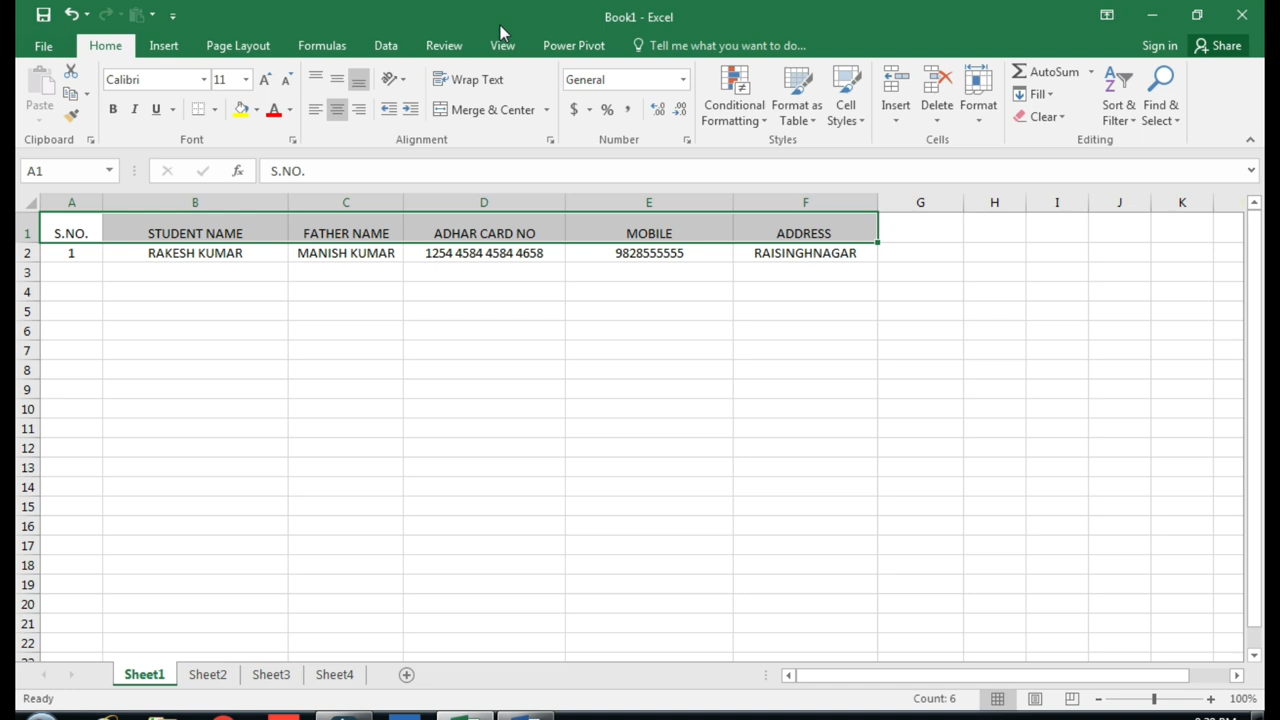 Book1 - Excel
File Home Insert Page Layout Formulas Data Review View Power Pivot Tell me what you want to do... Sign in Share
Calibri 11 Wrap Text General AutoSum
Paste B I U Merge & Center $ % , Conditional Formatting Format as Table Cell Styles Insert Delete Format Fill Sort & Filter Find & Select
Clear
Clipboard Font Alignment Number Styles Cells Editing
A1 fx S.NO.
A B C D E F G H I J K
1 S.NO. STUDENT NAME FATHER NAME ADHAR CARD NO MOBILE ADDRESS
2 1 RAKESH KUMAR MANISH KUMAR 1254 4584 4584 4658 9828555555 RAISINGHNAGAR
3
4
5
6
7
8
9
10
11
12
13
14
15
16
17
18
19
20
21
22
Sheet1 Sheet2 Sheet3 Sheet4
Ready Count: 6 100%